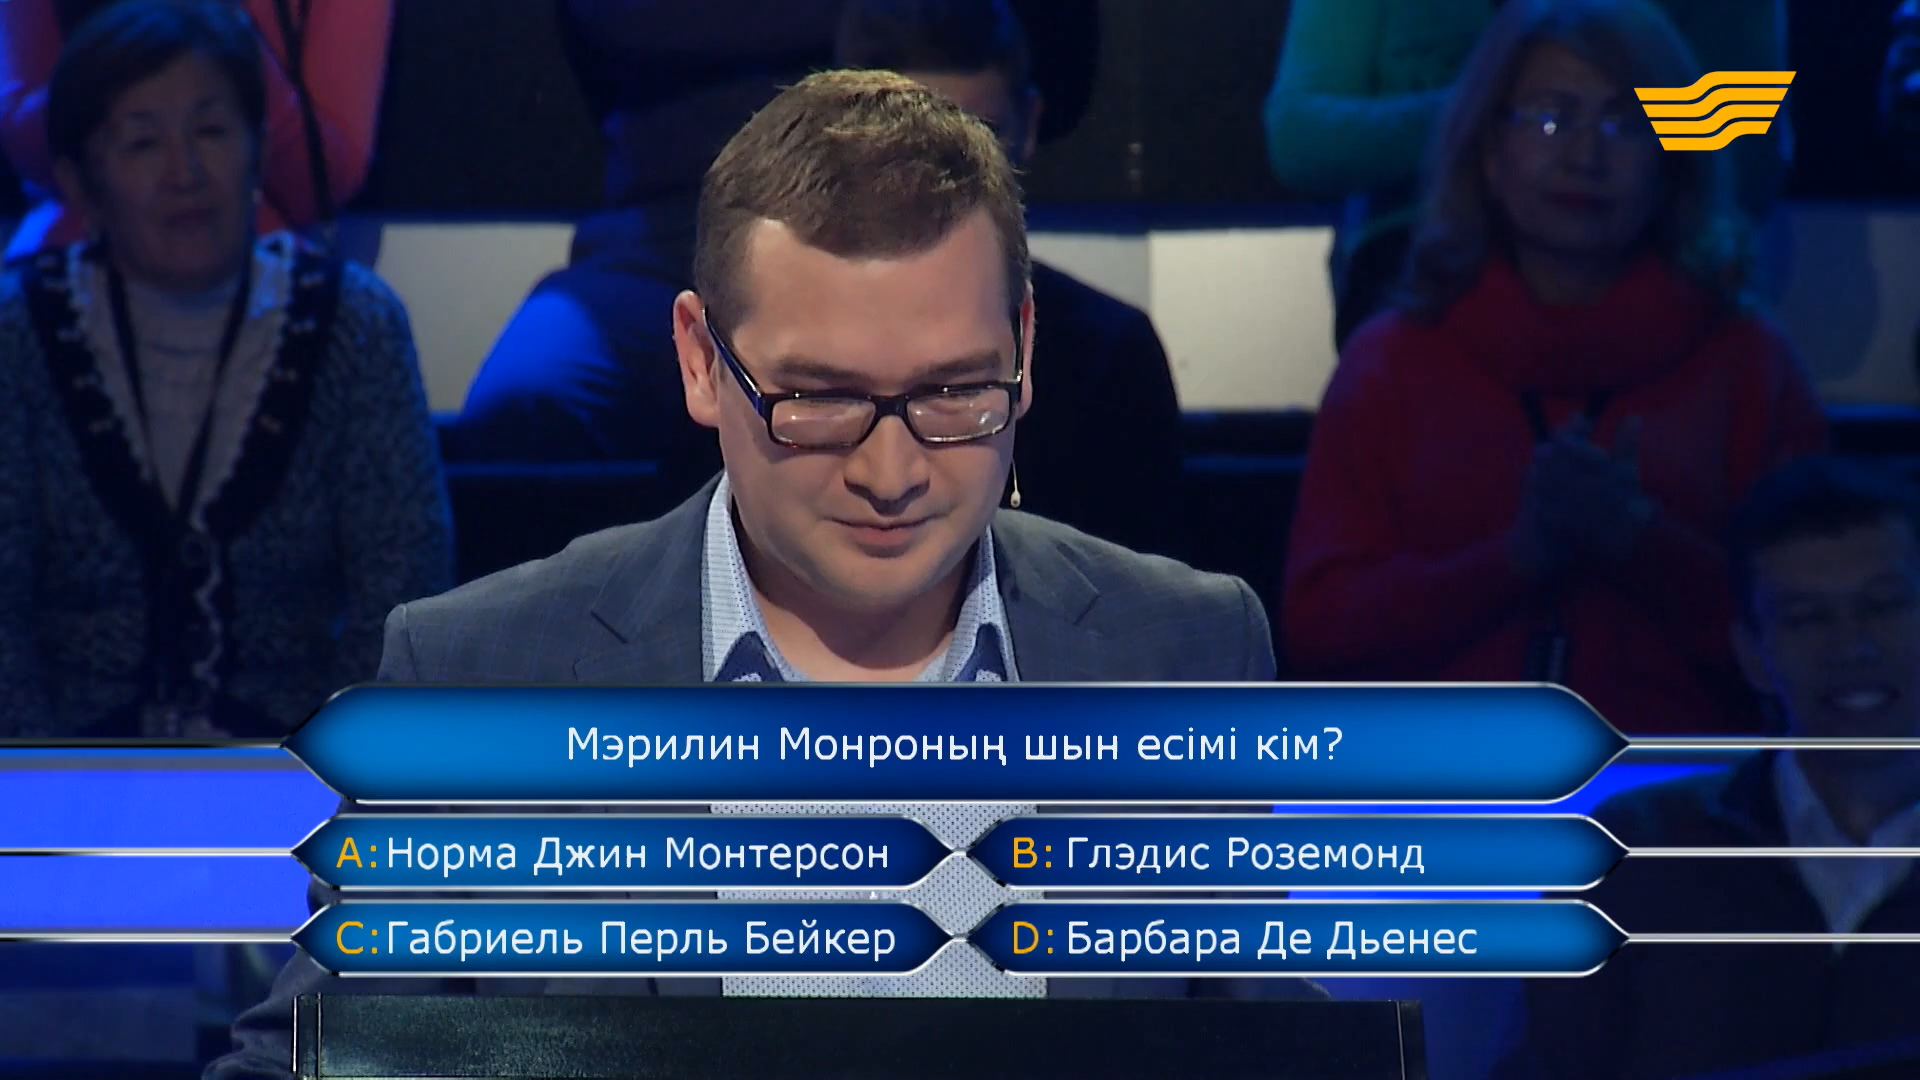 Мэрилин Монроның шын есімі кім?
A: Норма Джин Монтерсон
B: Глэдис Роземонд
C: Габриель Перль Бейкер
D: Барбара Де Дьенес